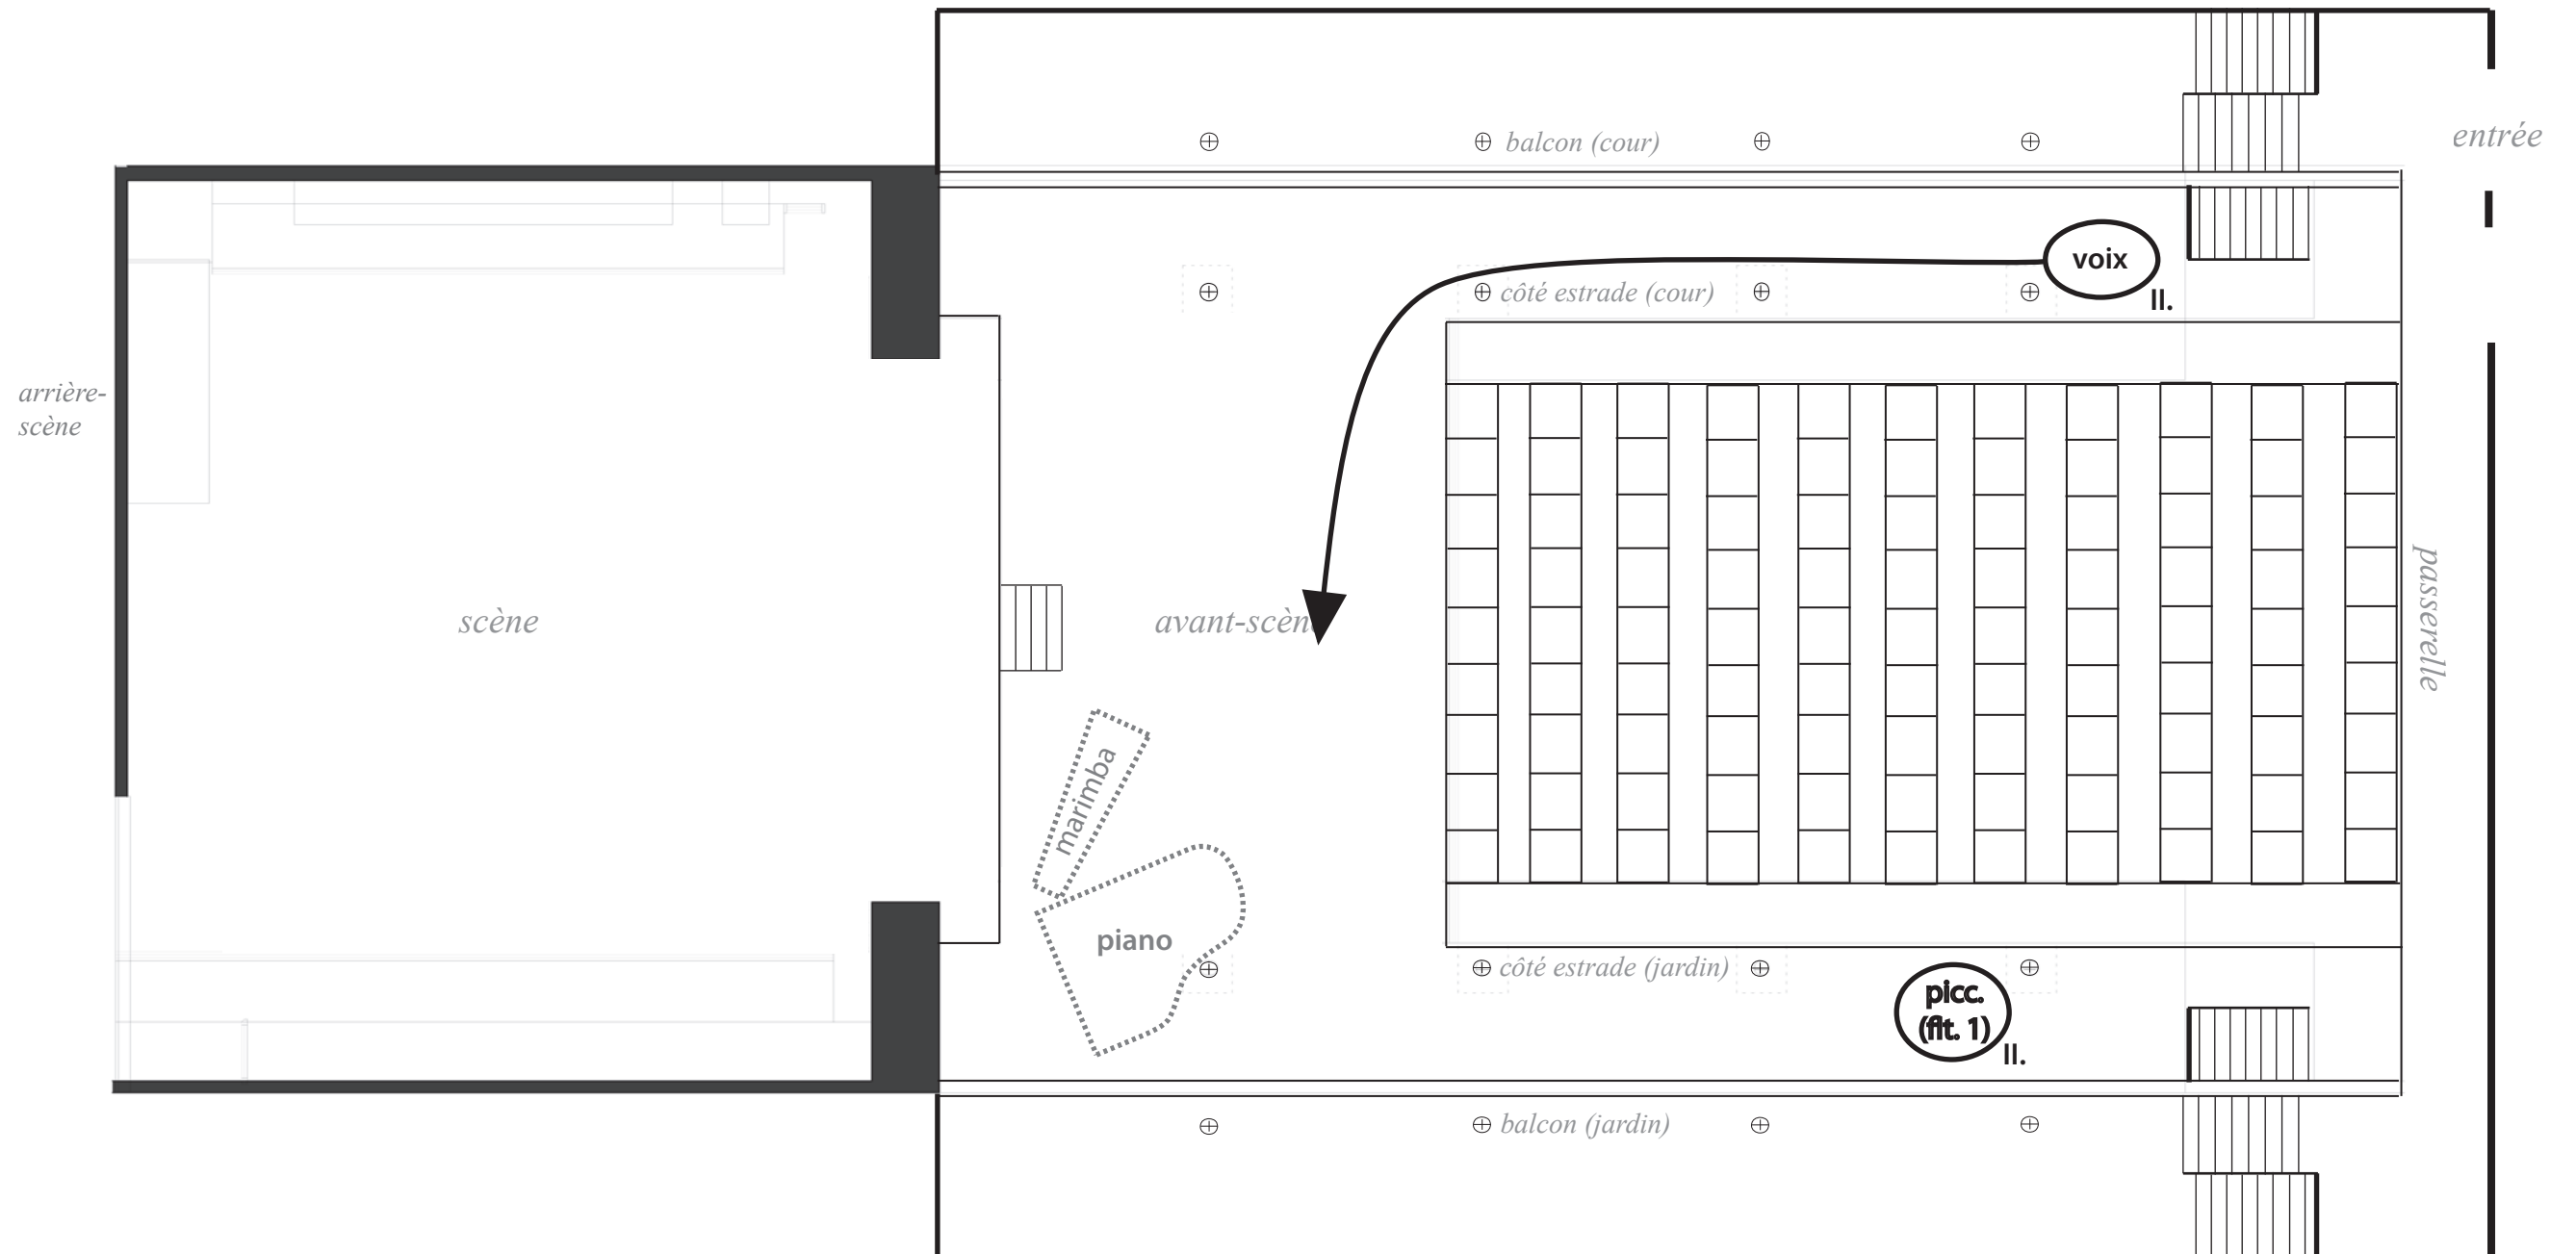 entrée
balcon (cour)
voix
II.
côté estrade (cour)
arrière-
scène
scène
avant-scène
passerelle
marimba
piano
côté estrade (jardin)
picc.
(flt. 1)
II.
balcon (jardin)